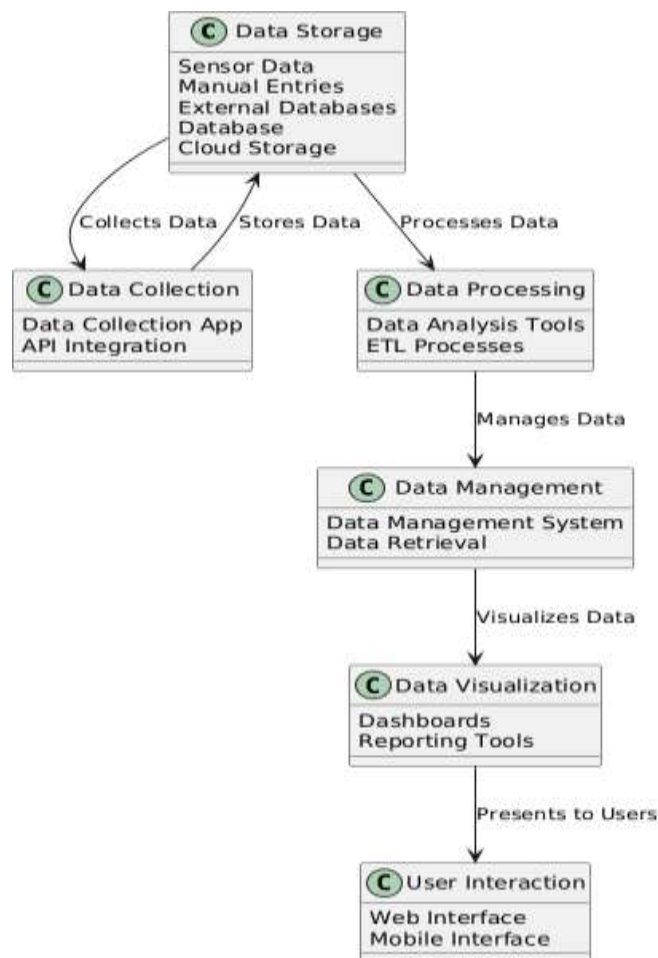 C Data Storage
Sensor Data
Manual Entries
External Databases
Database
Cloud Storage
Collects Data
Stores Data
Processes Data
C Data Collection
Data Collection App
API Integration
C Data Processing
Data Analysis Tools
ETL Processes
Manages Data
C Data Management
Data Management System
Data Retrieval
Visualizes Data
C Data Visualization
Dashboards
Reporting Tools
Presents to Users
C User Interaction
Web Interface
Mobile Interface